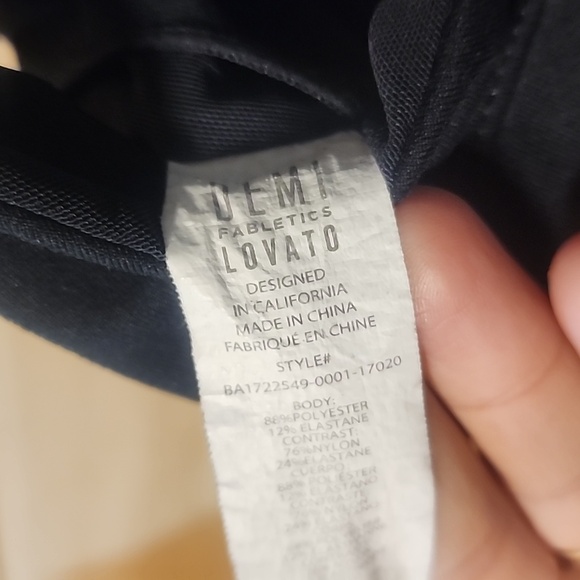 DEMI
FABLETICS
LOVATO
DESIGNED
IN CALIFORNIA
MADE IN CHINA
FABRIQUÉ EN CHINE
STYLE#
BA1722549-0001-17020
BODY:
88% POLYESTER
12% ELASTANE
CONTRAST:
76% NYLON
24% ELASTANE
CUERPO: